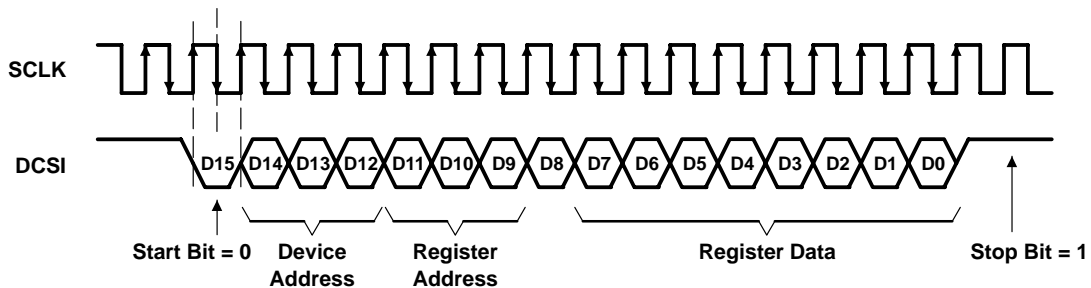 SCLK
DCSI
D15 D14 D13 D12 D11 D10 D9 D8 D7 D6 D5 D4 D3 D2 D1 D0
Start Bit = 0
Device
Address
Register
Address
Register Data
Stop Bit = 1